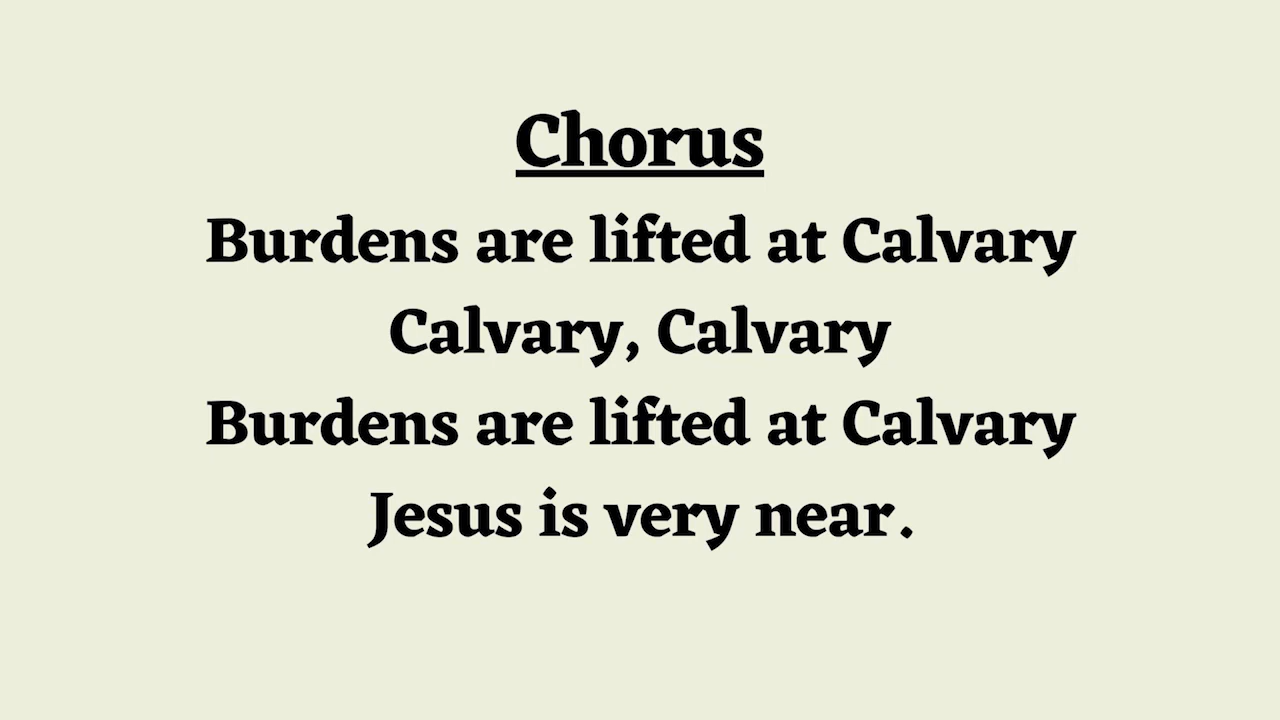 Chorus
Burdens are lifted at Calvary
Calvary, Calvary
Burdens are lifted at Calvary
Jesus is very near.